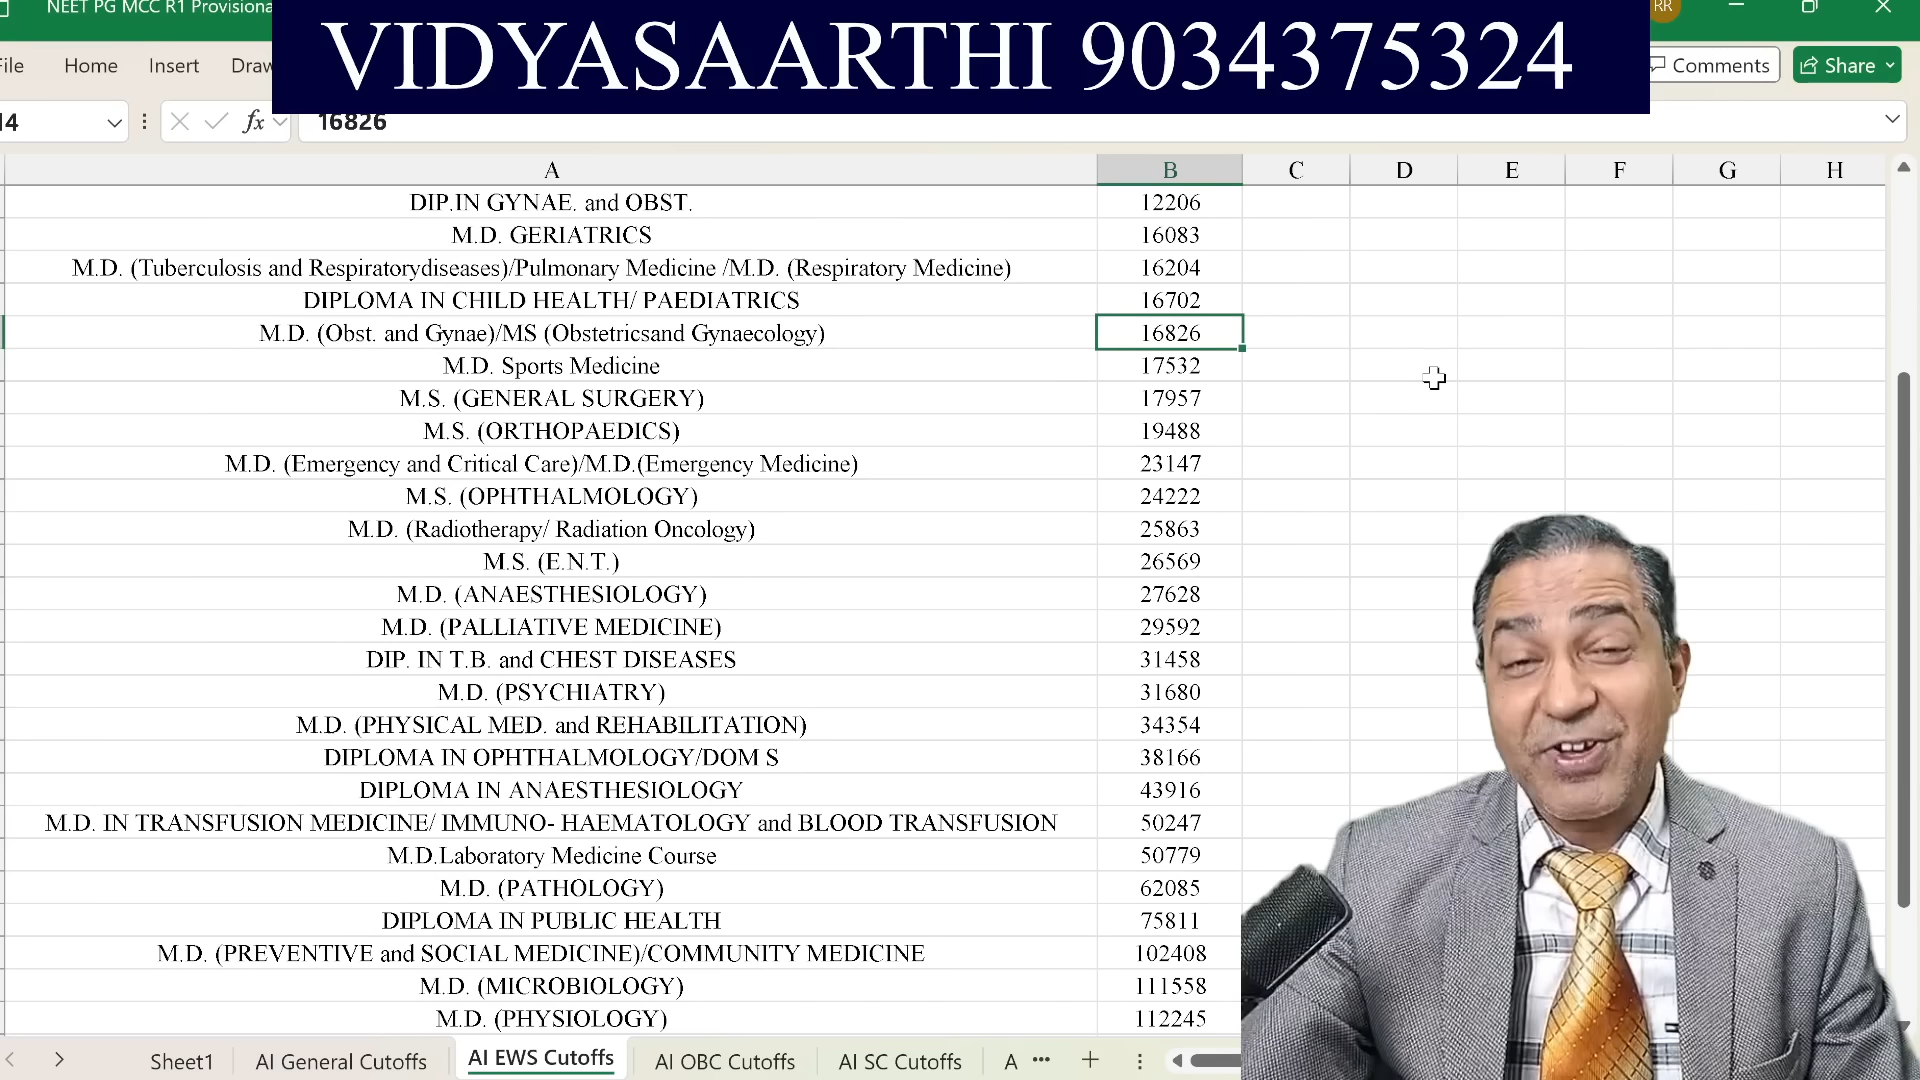 NEET PG MCC R1 Provisiona
VIDYASAARTHI 9034375324
RR
File Home Insert Draw
Comments
Share
14
fx
16826
A B C D E F G H
DIP.IN GYNAE. and OBST. 12206
M.D. GERIATRICS 16083
M.D. (Tuberculosis and Respiratorydiseases)/Pulmonary Medicine /M.D. (Respiratory Medicine) 16204
DIPLOMA IN CHILD HEALTH/ PAEDIATRICS 16702
M.D. (Obst. and Gynae)/MS (Obstetricsand Gynaecology) 16826
M.D. Sports Medicine 17532
M.S. (GENERAL SURGERY) 17957
M.S. (ORTHOPAEDICS) 19488
M.D. (Emergency and Critical Care)/M.D.(Emergency Medicine) 23147
M.S. (OPHTHALMOLOGY) 24222
M.D. (Radiotherapy/ Radiation Oncology) 25863
M.S. (E.N.T.) 26569
M.D. (ANAESTHESIOLOGY) 27628
M.D. (PALLIATIVE MEDICINE) 29592
DIP. IN T.B. and CHEST DISEASES 31458
M.D. (PSYCHIATRY) 31680
M.D. (PHYSICAL MED. and REHABILITATION) 34354
DIPLOMA IN OPHTHALMOLOGY/DOM S 38166
DIPLOMA IN ANAESTHESIOLOGY 43916
M.D. IN TRANSFUSION MEDICINE/ IMMUNO- HAEMATOLOGY and BLOOD TRANSFUSION 50247
M.D.Laboratory Medicine Course 50779
M.D. (PATHOLOGY) 62085
DIPLOMA IN PUBLIC HEALTH 75811
M.D. (PREVENTIVE and SOCIAL MEDICINE)/COMMUNITY MEDICINE 102408
M.D. (MICROBIOLOGY) 111558
M.D. (PHYSIOLOGY) 112245
Sheet1 AI General Cutoffs AI EWS Cutoffs AI OBC Cutoffs AI SC Cutoffs A